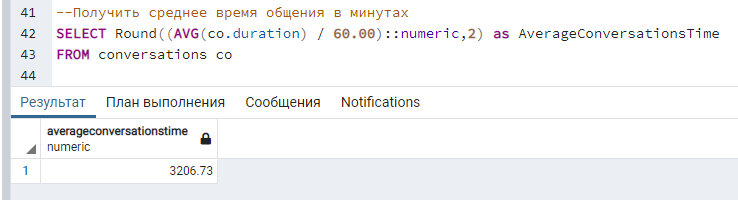 41 --Получить среднее время общения в минутах
42 SELECT Round((AVG(co.duration) / 60.00)::numeric,2) as AverageConversationsTime
43 FROM conversations co
44
Результат План выполнения Сообщения Notifications
averageconversationstime
numeric
1 3206.73